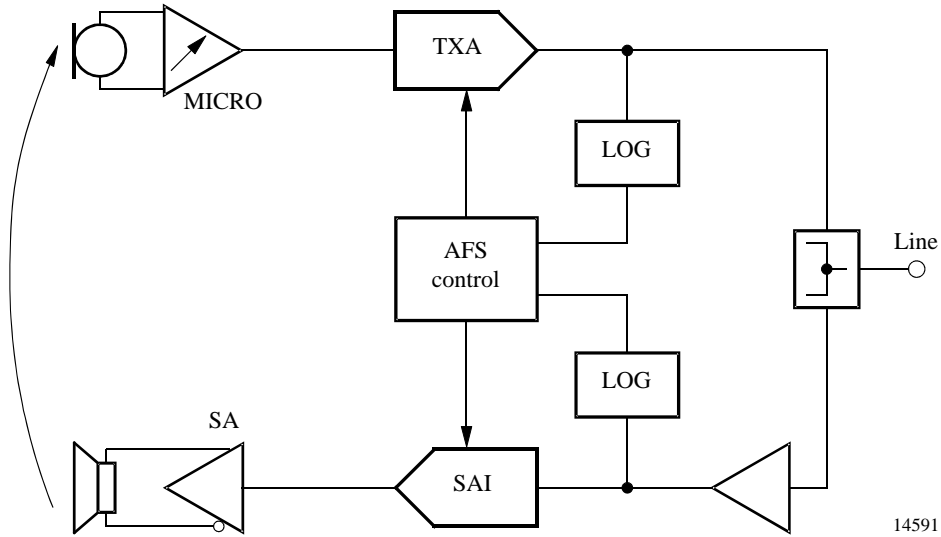 TXA
MICRO
LOG
AFS
control
Line
LOG
SA
SAI
14591